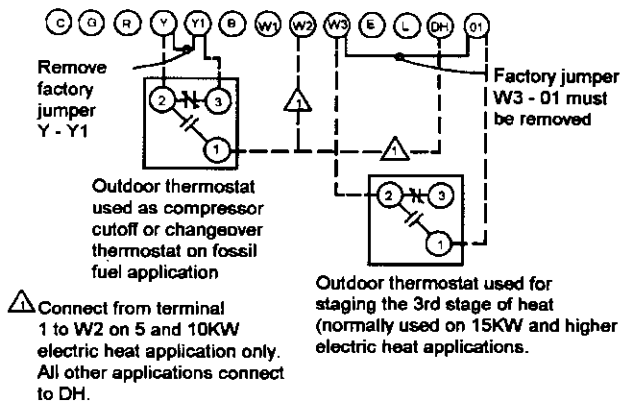 C G R Y Y1 B W1 W2 W3 E L DH 01
Remove
factory
jumper
Y - Y1
Factory jumper
W3 - 01 must
be removed
2 3
1
1
1
2 3
1
Outdoor thermostat
used as compressor
cutoff or changeover
thermostat on fossil
fuel application
Outdoor thermostat used for
staging the 3rd stage of heat
(normally used on 15KW and higher
electric heat applications.
1 Connect from terminal
1 to W2 on 5 and 10KW
electric heat application only.
All other applications connect
to DH.